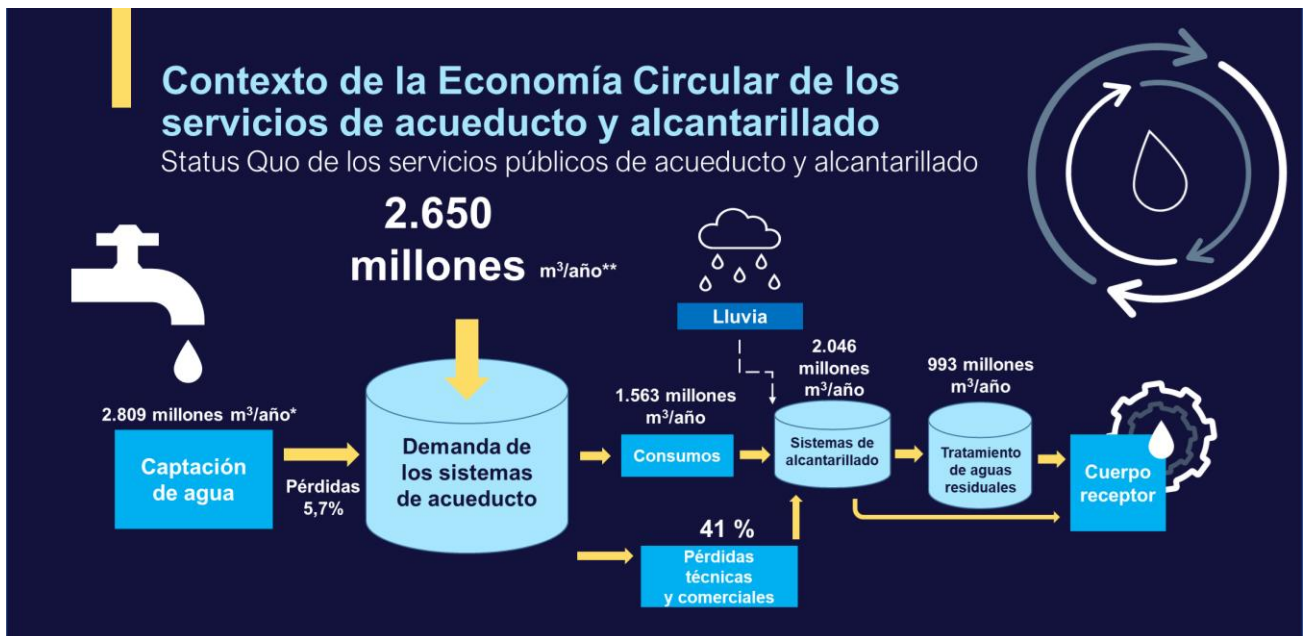 Contexto de la Economía Circular de los
servicios de acueducto y alcantarillado
Status Quo de los servicios públicos de acueducto y alcantarillado
2.650
millones m³/año**
Lluvia
2.809 millones m³/año*
Captación
de agua
Pérdidas
5,7%
Demanda de
los sistemas
de acueducto
1.563 millones
m³/año
Consumos
41 %
Pérdidas
técnicas
y comerciales
2.046
millones
m³/año
Sistemas de
alcantarillado
993 millones
m³/año
Tratamiento
de aguas
residuales
Cuerpo
receptor